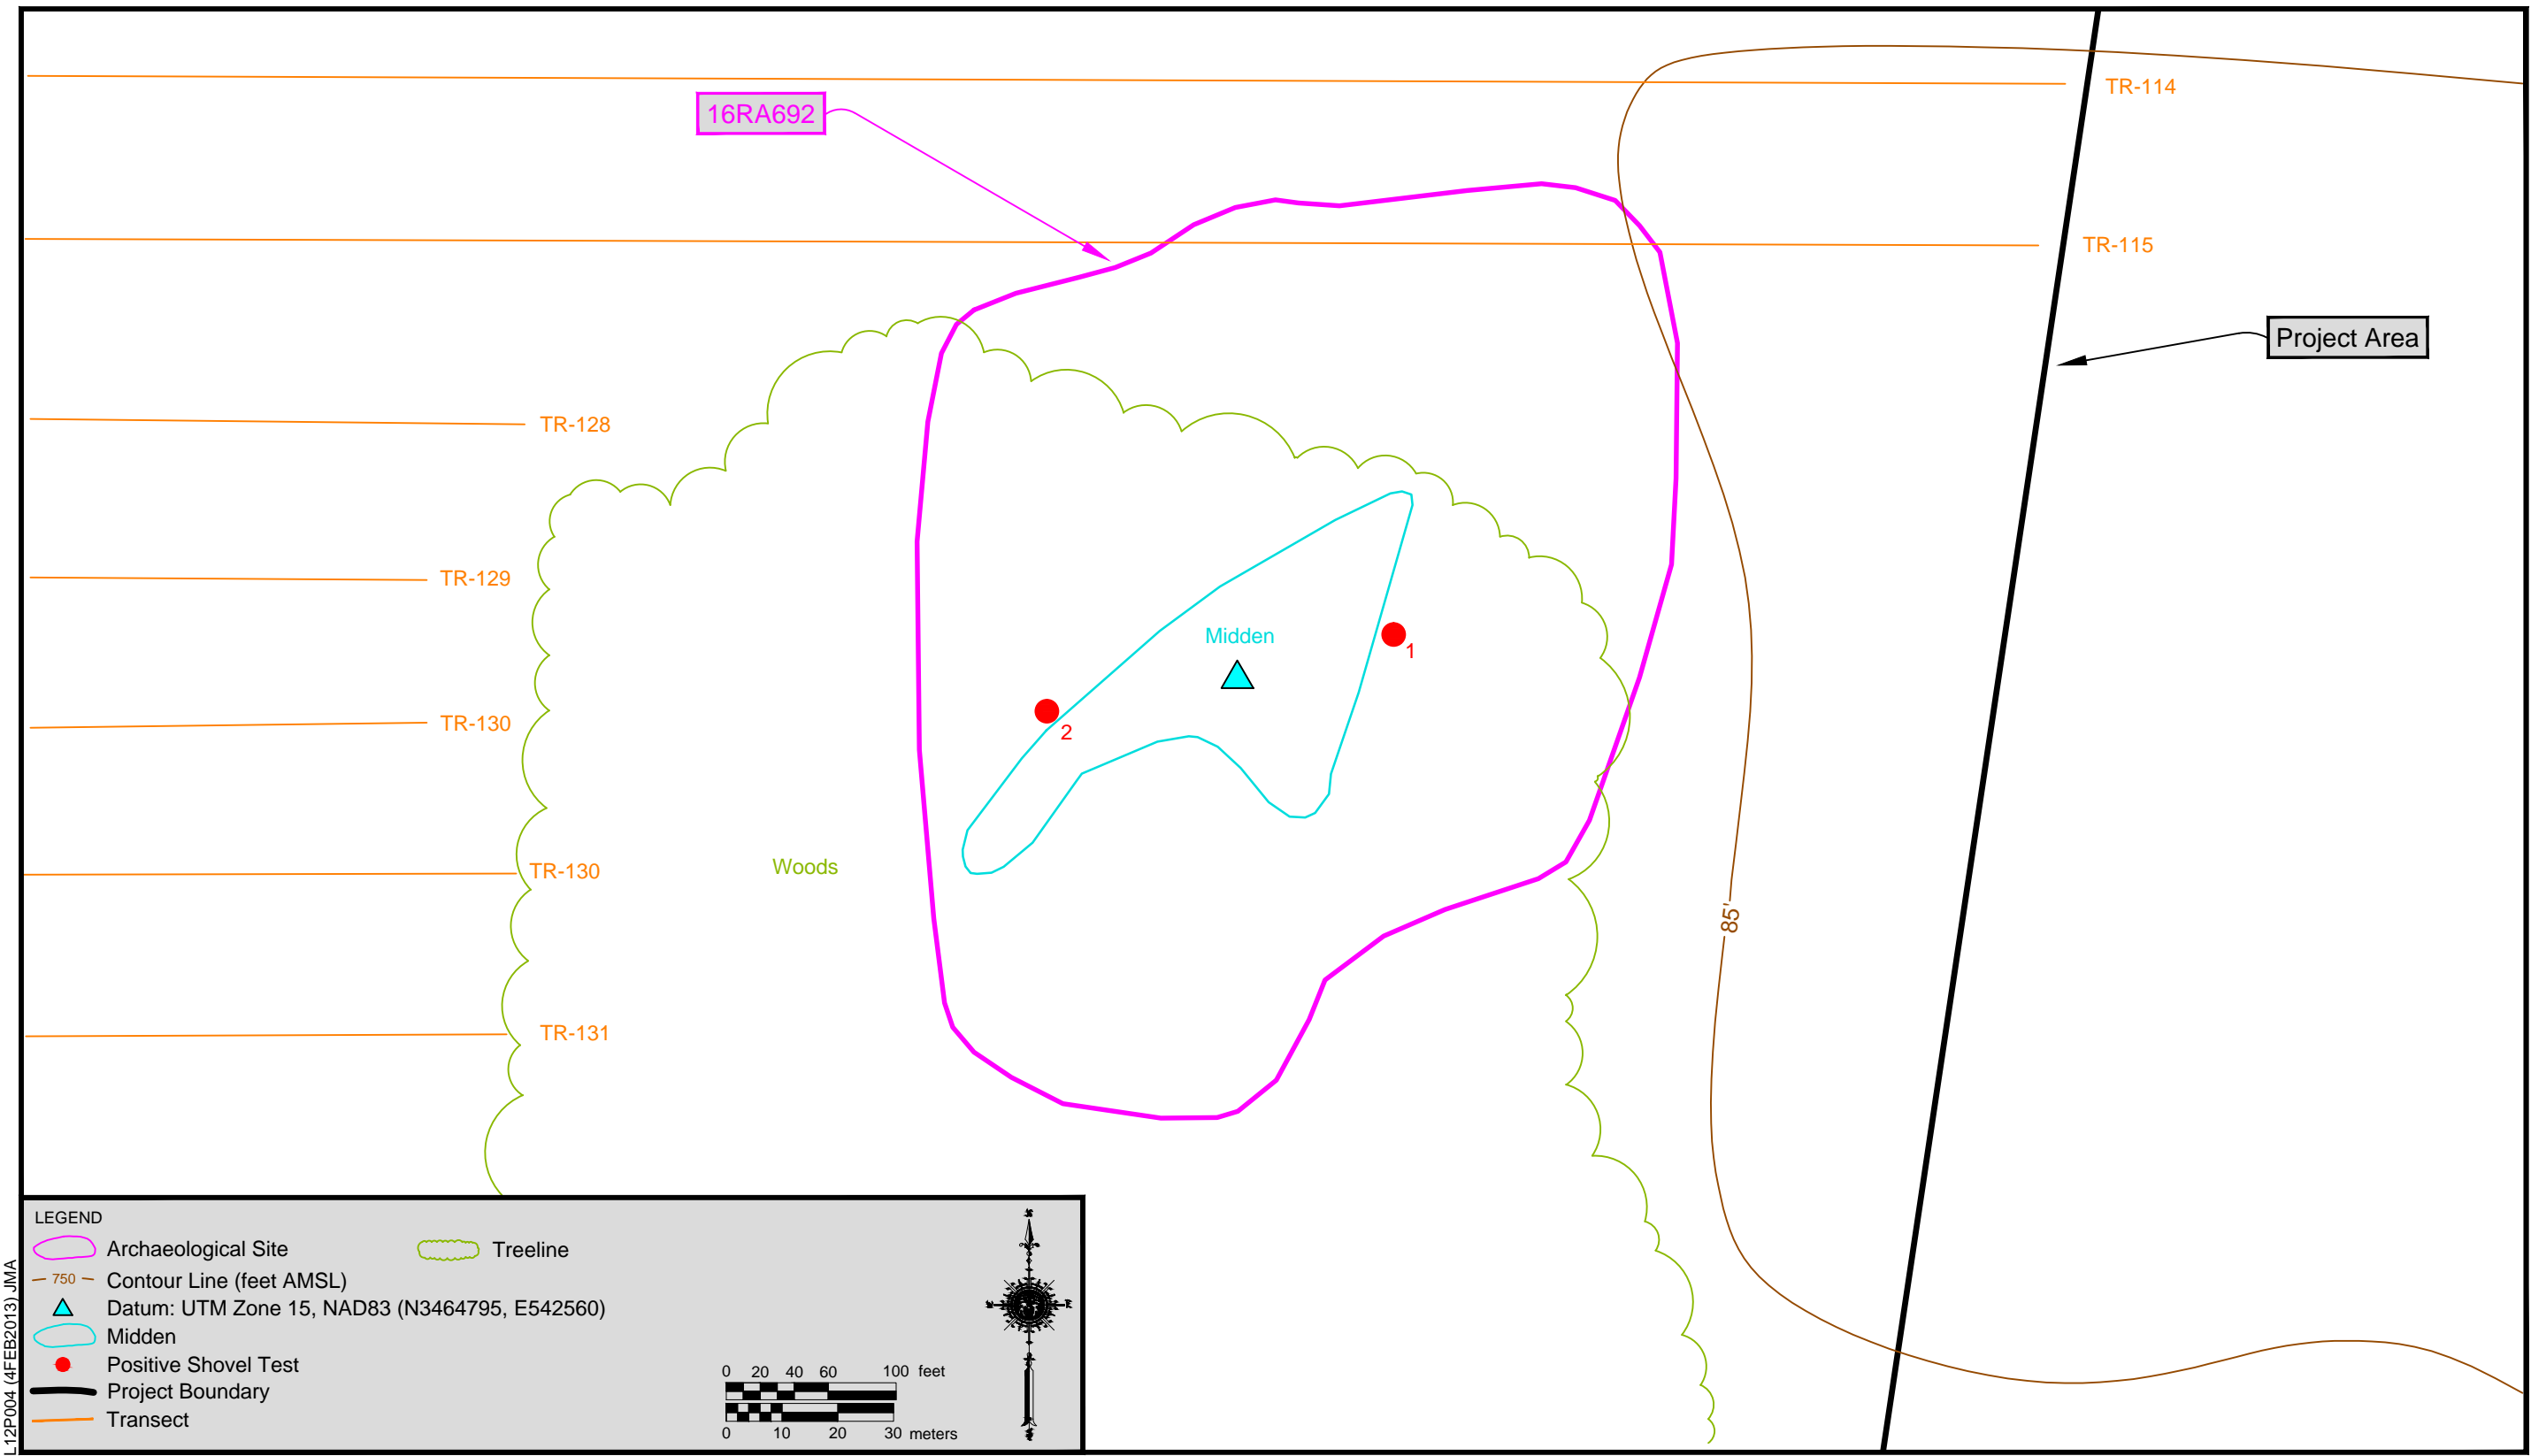 TR-114
16RA692
TR-115
Project Area
TR-128
TR-129
Midden
1
TR-130
2
Woods
TR-130
85'
TR-131
LEGEND
Archaeological Site
Treeline
750
Contour Line (feet AMSL)
Datum: UTM Zone 15, NAD83 (N3464795, E542560)
Midden
Positive Shovel Test
Project Boundary
Transect
0 20 40 60 100 feet
0 10 20 30 meters
L12P004 (4FEB2013) JMA